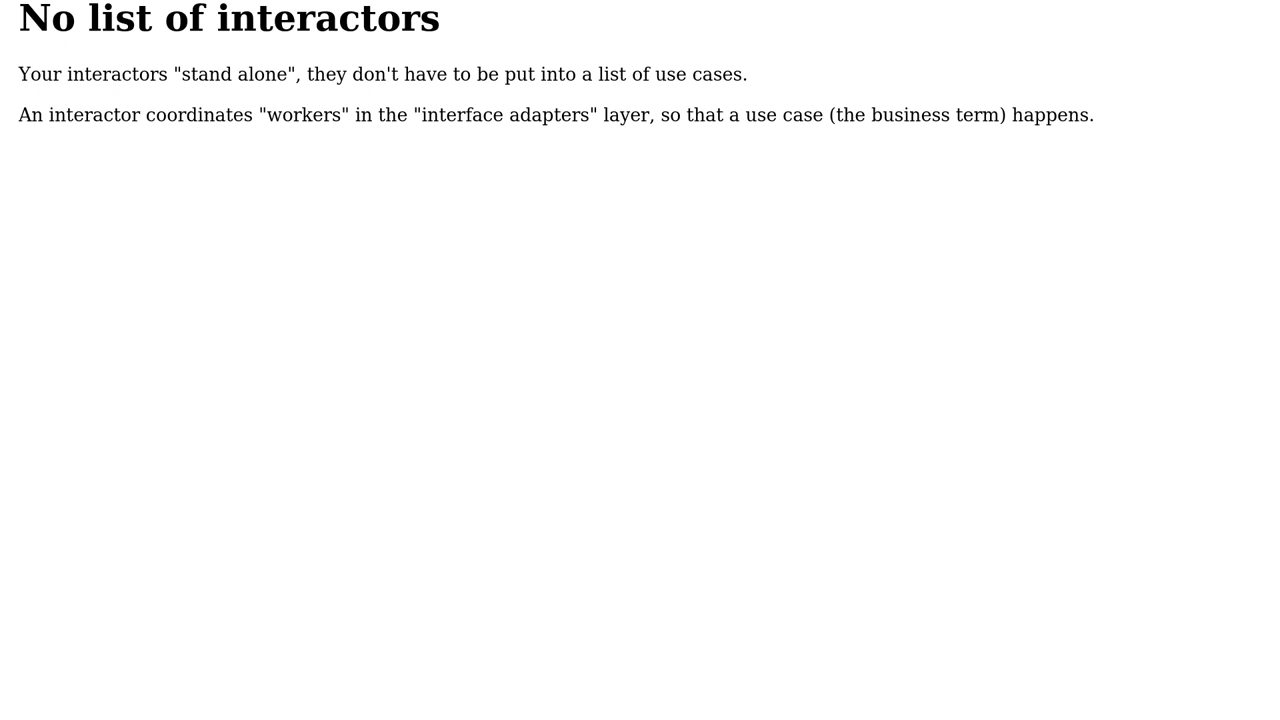 No list of interactors
Your interactors "stand alone", they don't have to be put into a list of use cases.
An interactor coordinates "workers" in the "interface adapters" layer, so that a use case (the business term) happens.